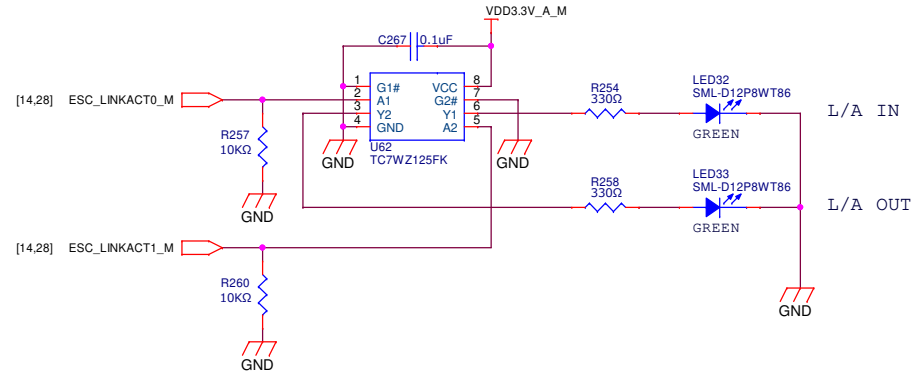 VDD3.3V_A_M
C267 0.1uF
1 G1# VCC 8
2 A1 G2# 7
3 Y2 Y1 6
4 GND A2 5
U62
TC7WZ125FK
[14,28] ESC_LINKACT0_M
R257
10KΩ
GND
GND
GND
R254
330Ω
LED32
SML-D12P8WT86
GREEN
L/A IN
R258
330Ω
LED33
SML-D12P8WT86
GREEN
L/A OUT
[14,28] ESC_LINKACT1_M
R260
10KΩ
GND
GND